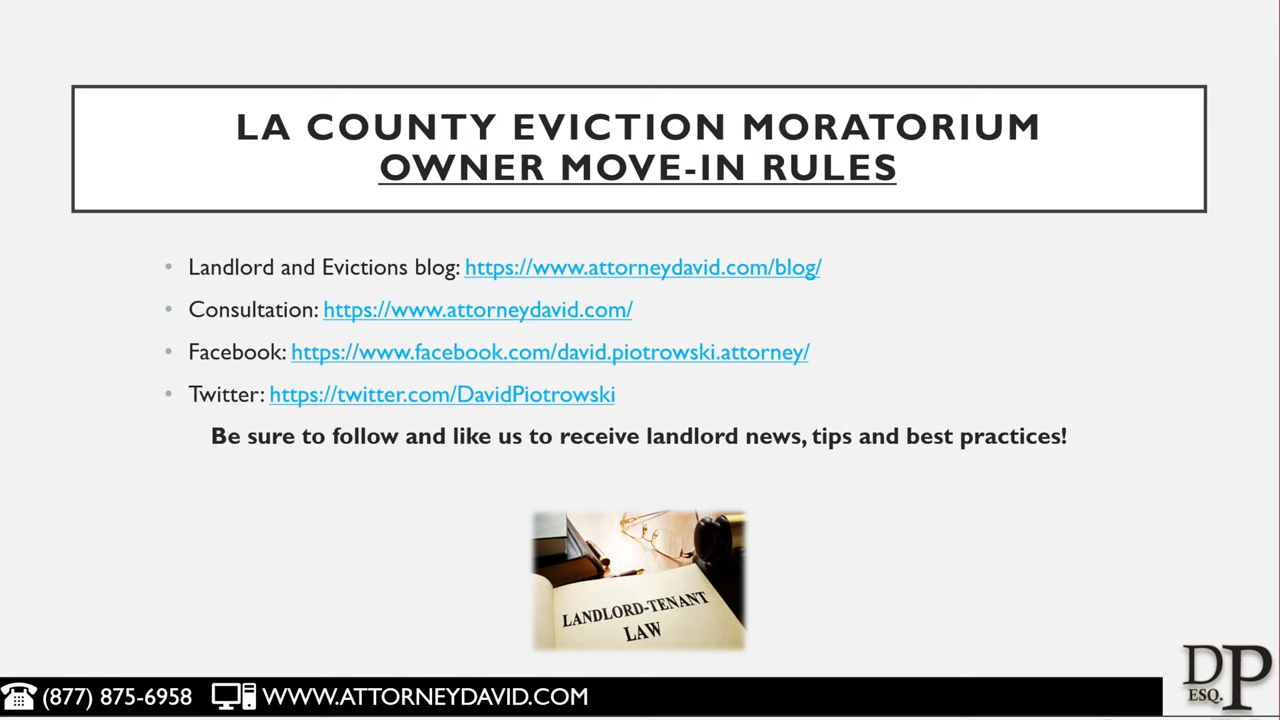 LA COUNTY EVICTION MORATORIUM
OWNER MOVE-IN RULES
• Landlord and Evictions blog: https://www.attorneydavid.com/blog/
• Consultation: https://www.attorneydavid.com/
• Facebook: https://www.facebook.com/david.piotrowski.attorney/
• Twitter: https://twitter.com/DavidPiotrowski
Be sure to follow and like us to receive landlord news, tips and best practices!
LANDLORD-TENANT
LAW
(877) 875-6958 WWW.ATTORNEYDAVID.COM
DP
ESQ.